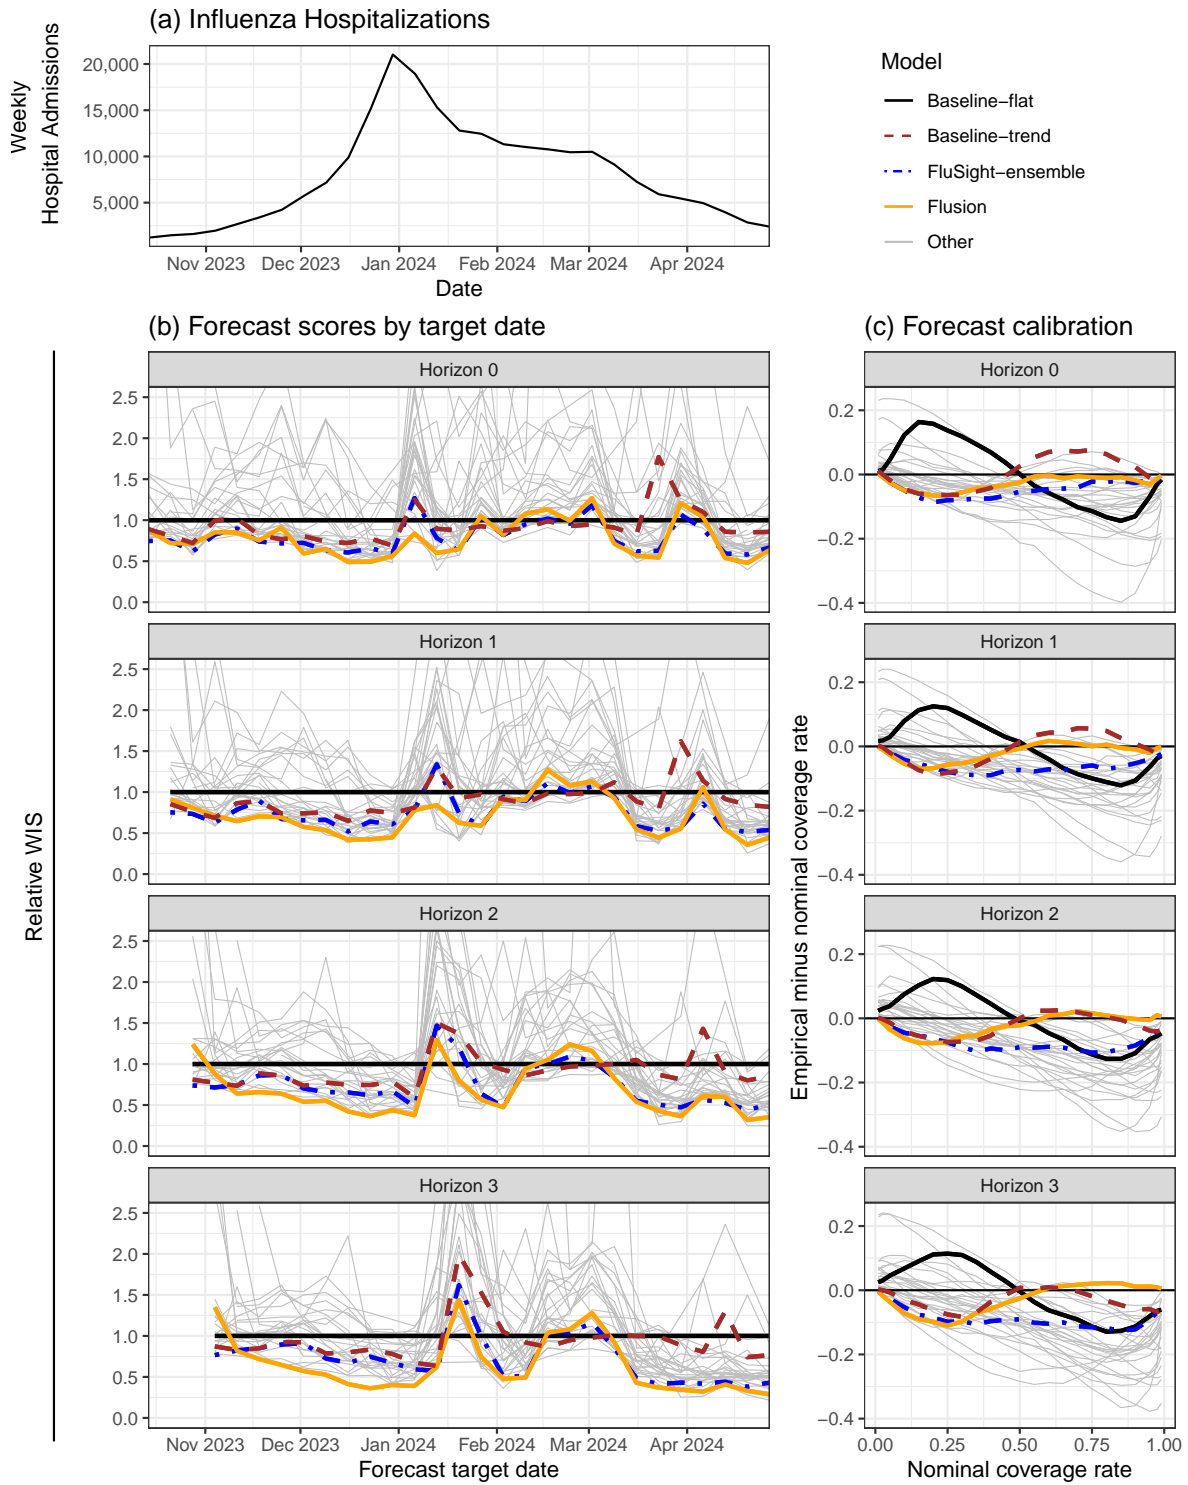 (a) Influenza Hospitalizations
Weekly
Hospital Admissions
20,000
15,000
10,000
5,000
Nov 2023
Dec 2023
Jan 2024
Feb 2024
Mar 2024
Apr 2024
Date
Model
Baseline−flat
Baseline−trend
FluSight−ensemble
Flusion
Other
(b) Forecast scores by target date
Relative WIS
Horizon 0
2.5
2.0
1.5
1.0
0.5
0.0
Horizon 1
2.5
2.0
1.5
1.0
0.5
0.0
Horizon 2
2.5
2.0
1.5
1.0
0.5
0.0
Horizon 3
2.5
2.0
1.5
1.0
0.5
0.0
Nov 2023
Dec 2023
Jan 2024
Feb 2024
Mar 2024
Apr 2024
Forecast target date
(c) Forecast calibration
Empirical minus nominal coverage rate
Horizon 0
0.2
0.0
−0.2
−0.4
Horizon 1
0.2
0.0
−0.2
−0.4
Horizon 2
0.2
0.0
−0.2
−0.4
Horizon 3
0.2
0.0
−0.2
−0.4
0.00
0.25
0.50
0.75
1.00
Nominal coverage rate